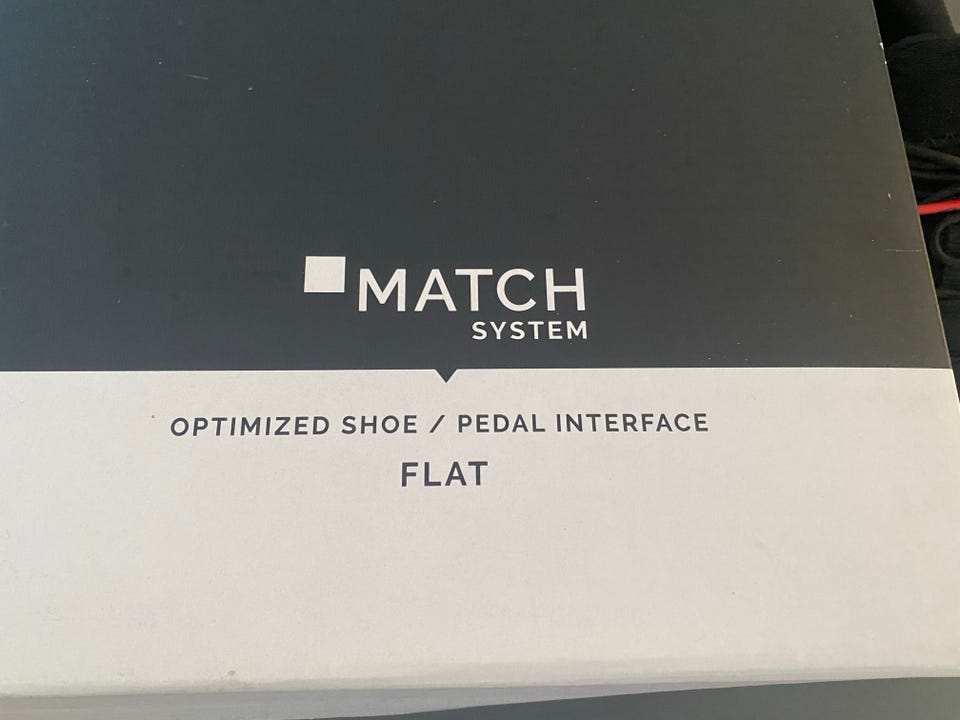 MATCH
SYSTEM
OPTIMIZED SHOE / PEDAL INTERFACE
FLAT